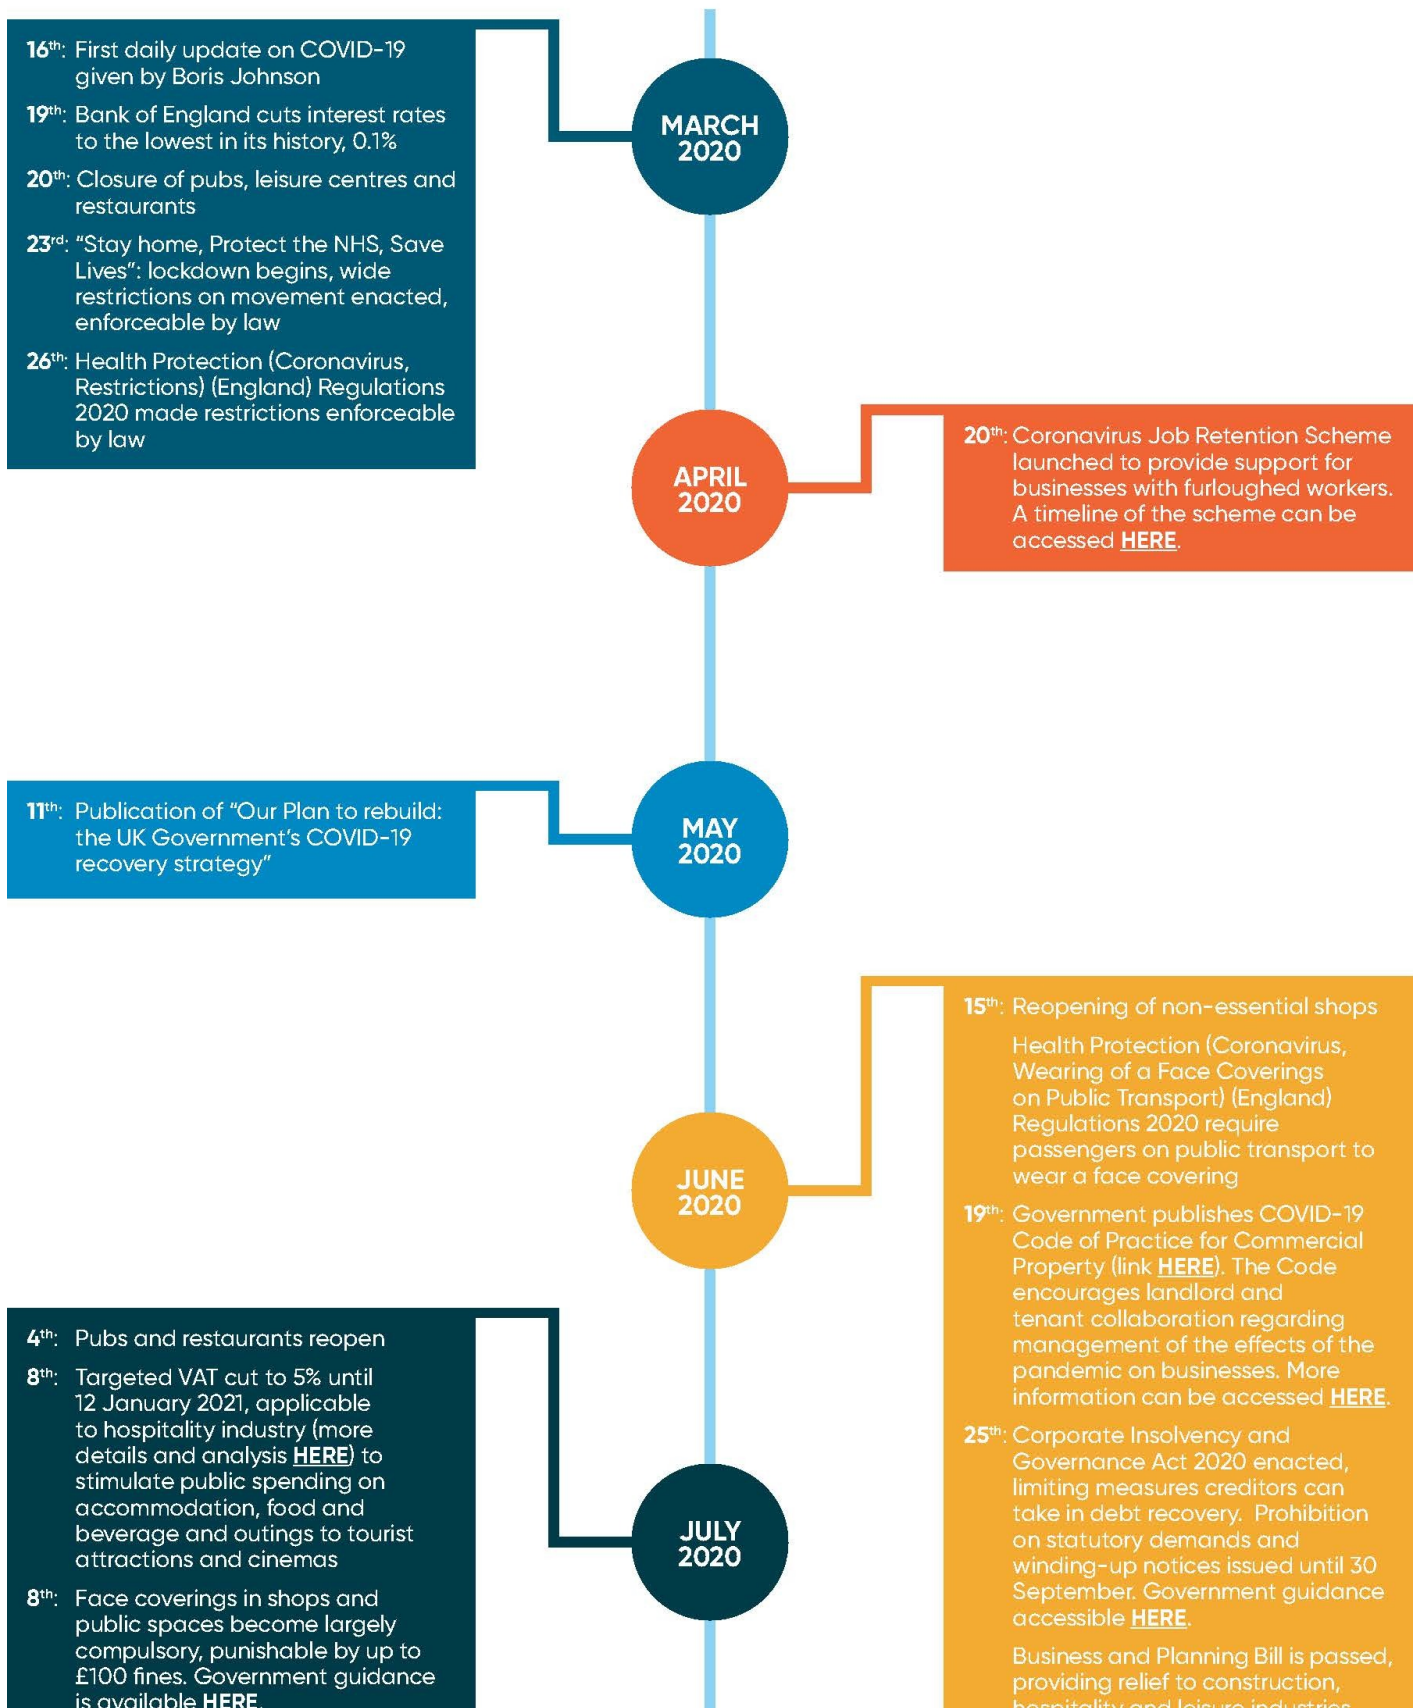 16th: First daily update on COVID-19
given by Boris Johnson
19th: Bank of England cuts interest rates
to the lowest in its history, 0.1%
20th: Closure of pubs, leisure centres and
restaurants
23rd: “Stay home, Protect the NHS, Save
Lives”: lockdown begins, wide
restrictions on movement enacted,
enforceable by law
26th: Health Protection (Coronavirus,
Restrictions) (England) Regulations
2020 made restrictions enforceable
by law
MARCH
2020
APRIL
2020
20th: Coronavirus Job Retention Scheme
launched to provide support for
businesses with furloughed workers.
A timeline of the scheme can be
accessed HERE.
11th: Publication of “Our Plan to rebuild:
the UK Government’s COVID-19
recovery strategy”
MAY
2020
JUNE
2020
15th: Reopening of non-essential shops
Health Protection (Coronavirus,
Wearing of a Face Coverings
on Public Transport) (England)
Regulations 2020 require
passengers on public transport to
wear a face covering
19th: Government publishes COVID-19
Code of Practice for Commercial
Property (link HERE). The Code
encourages landlord and
tenant collaboration regarding
management of the effects of the
pandemic on businesses. More
information can be accessed HERE.
25th: Corporate Insolvency and
Governance Act 2020 enacted,
limiting measures creditors can
take in debt recovery. Prohibition
on statutory demands and
winding-up notices issued until 30
September. Government guidance
accessible HERE.
Business and Planning Bill is passed,
providing relief to construction,
hospitality and leisure industries
4th: Pubs and restaurants reopen
8th: Targeted VAT cut to 5% until
12 January 2021, applicable
to hospitality industry (more
details and analysis HERE) to
stimulate public spending on
accommodation, food and
beverage and outings to tourist
attractions and cinemas
8th: Face coverings in shops and
public spaces become largely
compulsory, punishable by up to
£100 fines. Government guidance
is available HERE.
JULY
2020